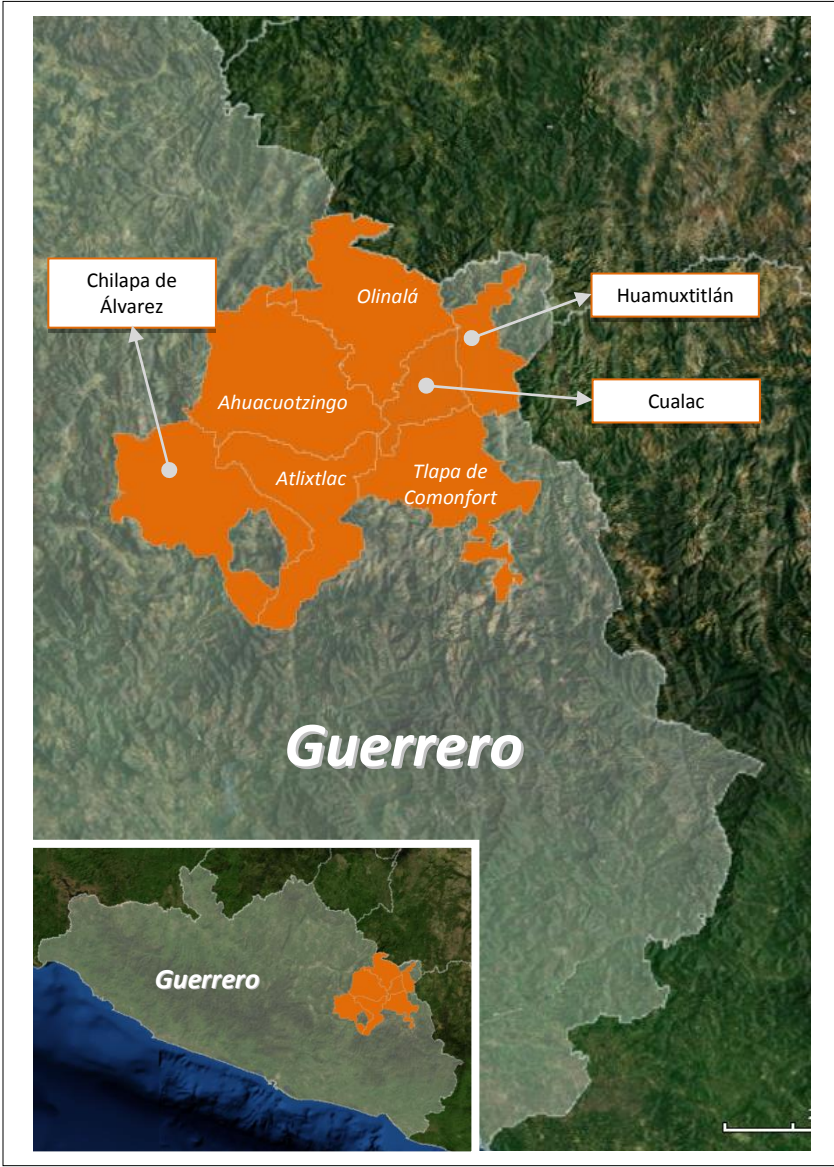 Olinalá
Chilapa de
Álvarez
Huamuxtitlán
Ahuacuotzingo
Cualac
Atlixtlac
Tlapa de
Comonfort
Guerrero
Guerrero